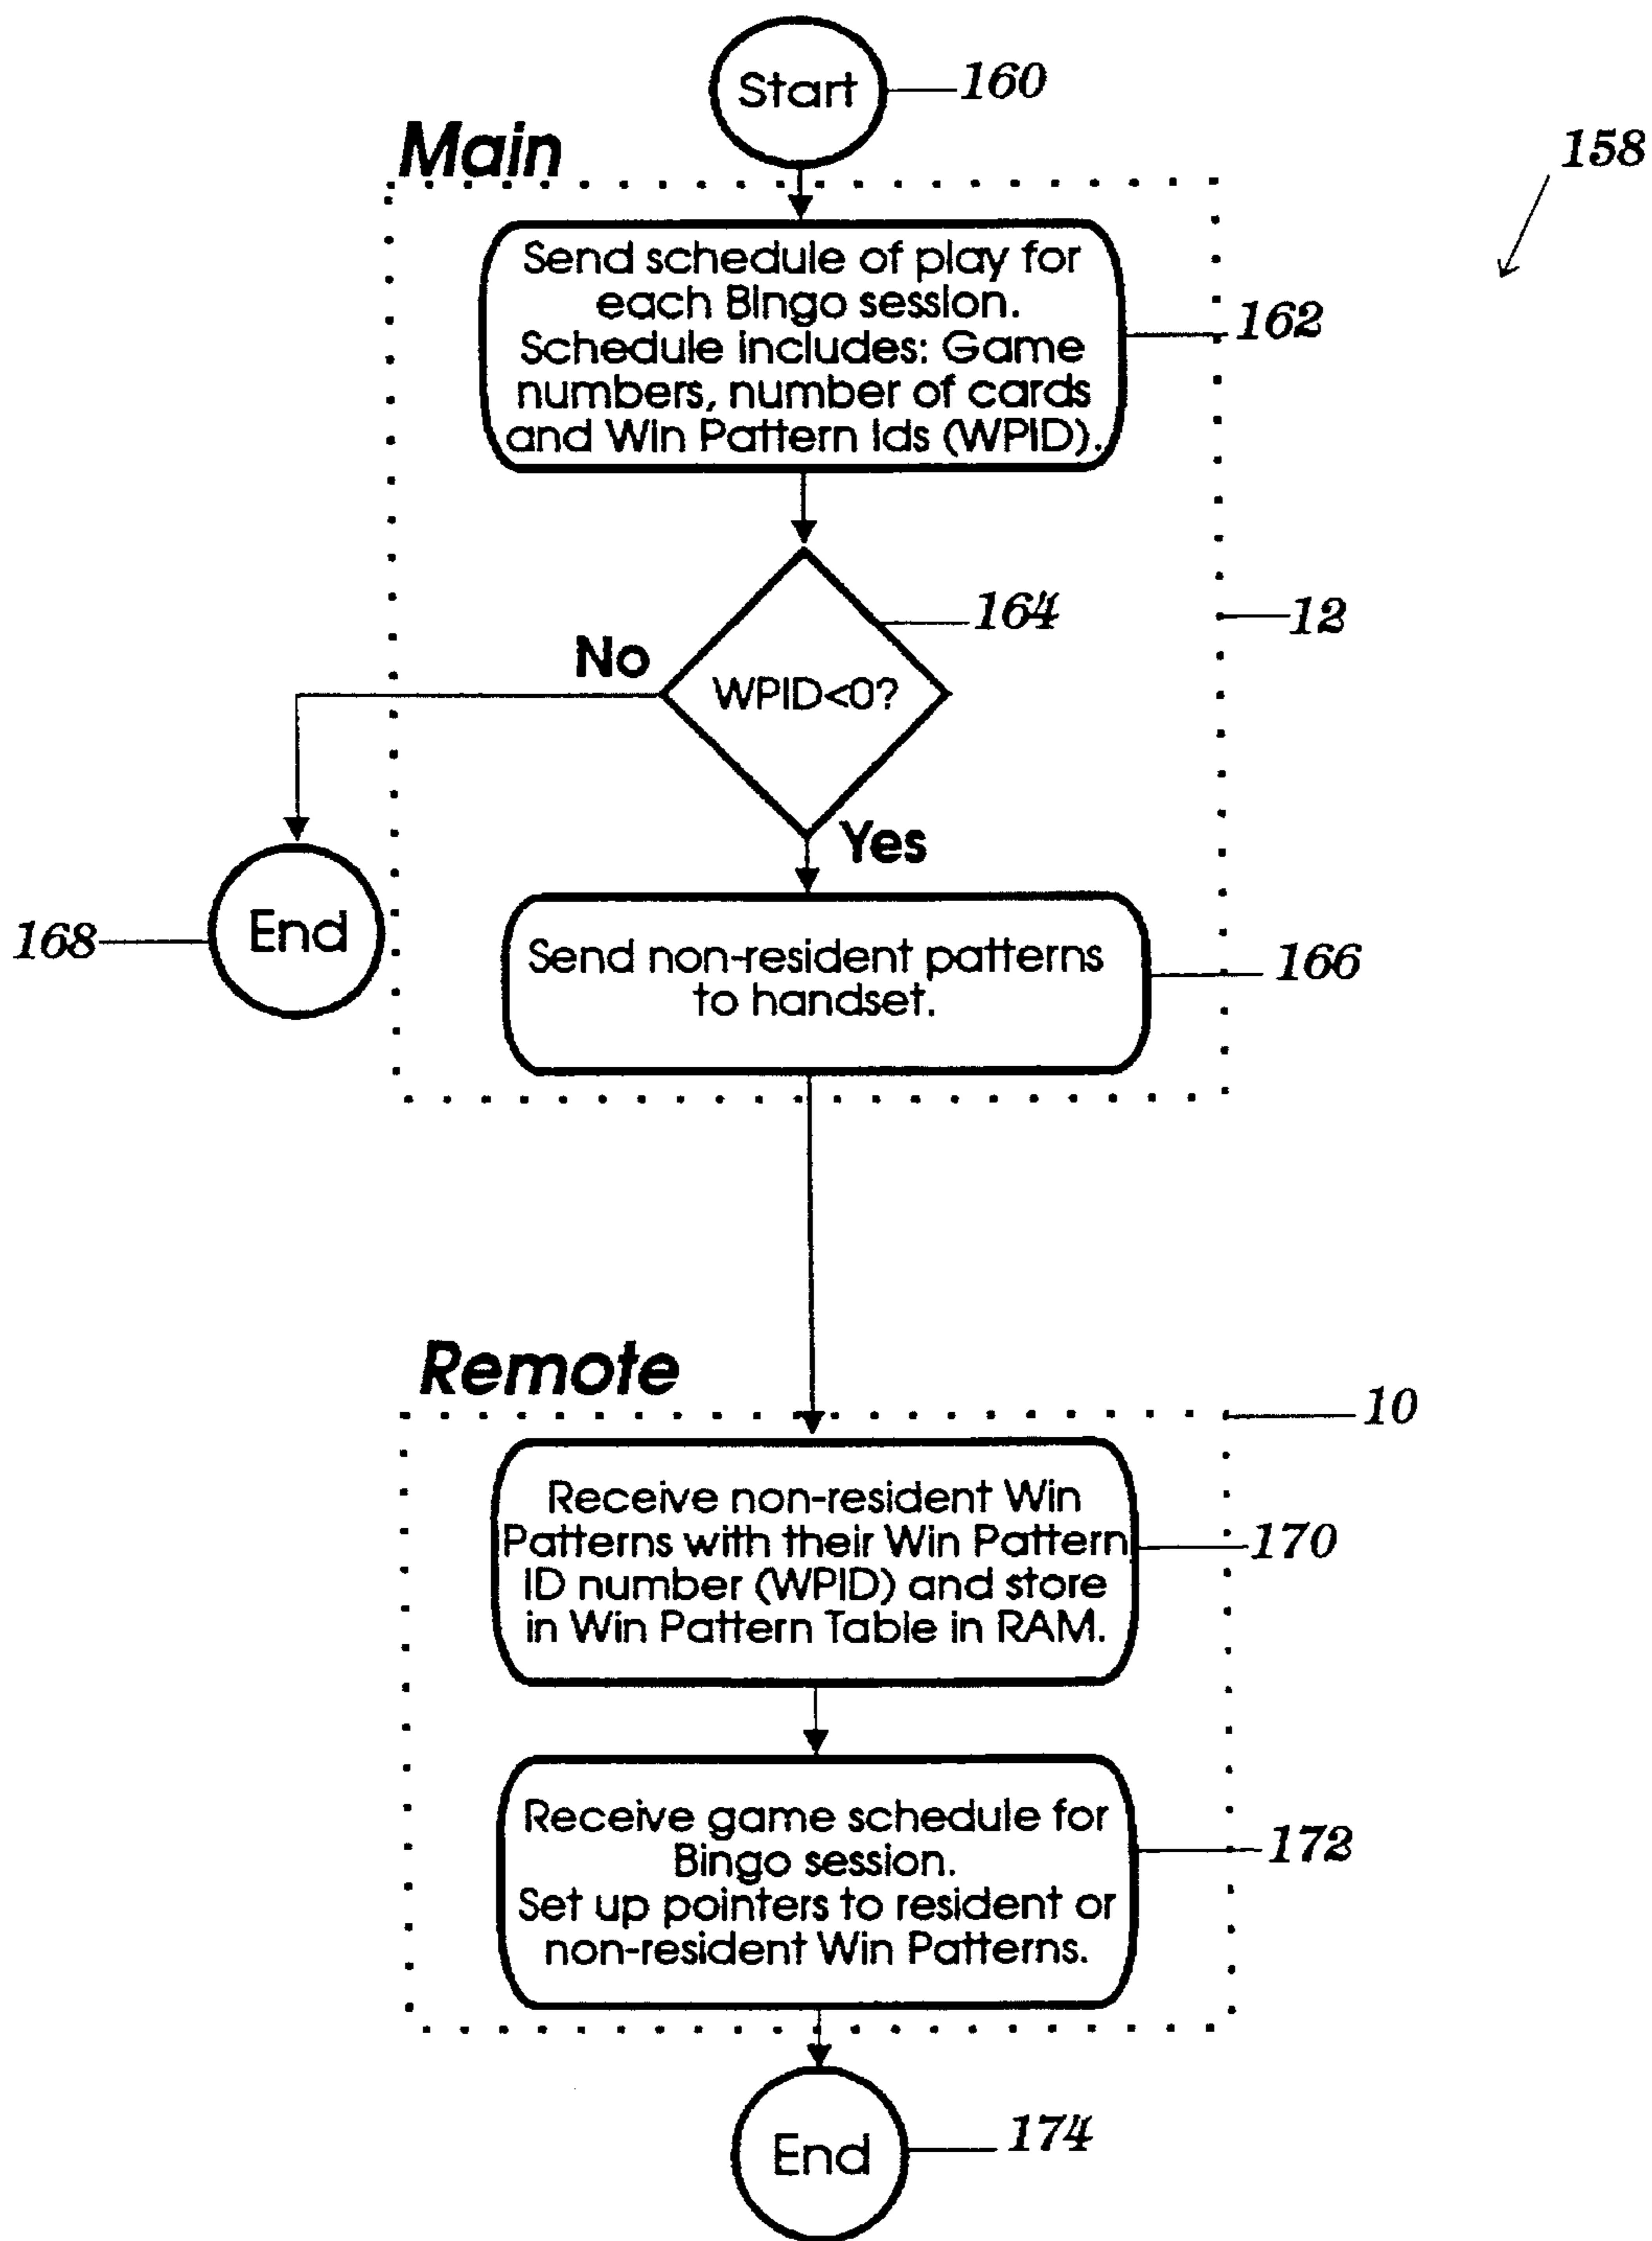 Start
160
Main
158
Send schedule of play for
each Bingo session.
Schedule includes: Game
numbers, number of cards
and Win Pattern Ids (WPID).
162
164
12
No
WPID<0?
Yes
End
168
Send non-resident patterns
to handset.
166
Remote
10
Receive non-resident Win
Patterns with their Win Pattern
ID number (WPID) and store
in Win Pattern Table in RAM.
170
Receive game schedule for
Bingo session.
Set up pointers to resident or
non-resident Win Patterns.
172
End
174